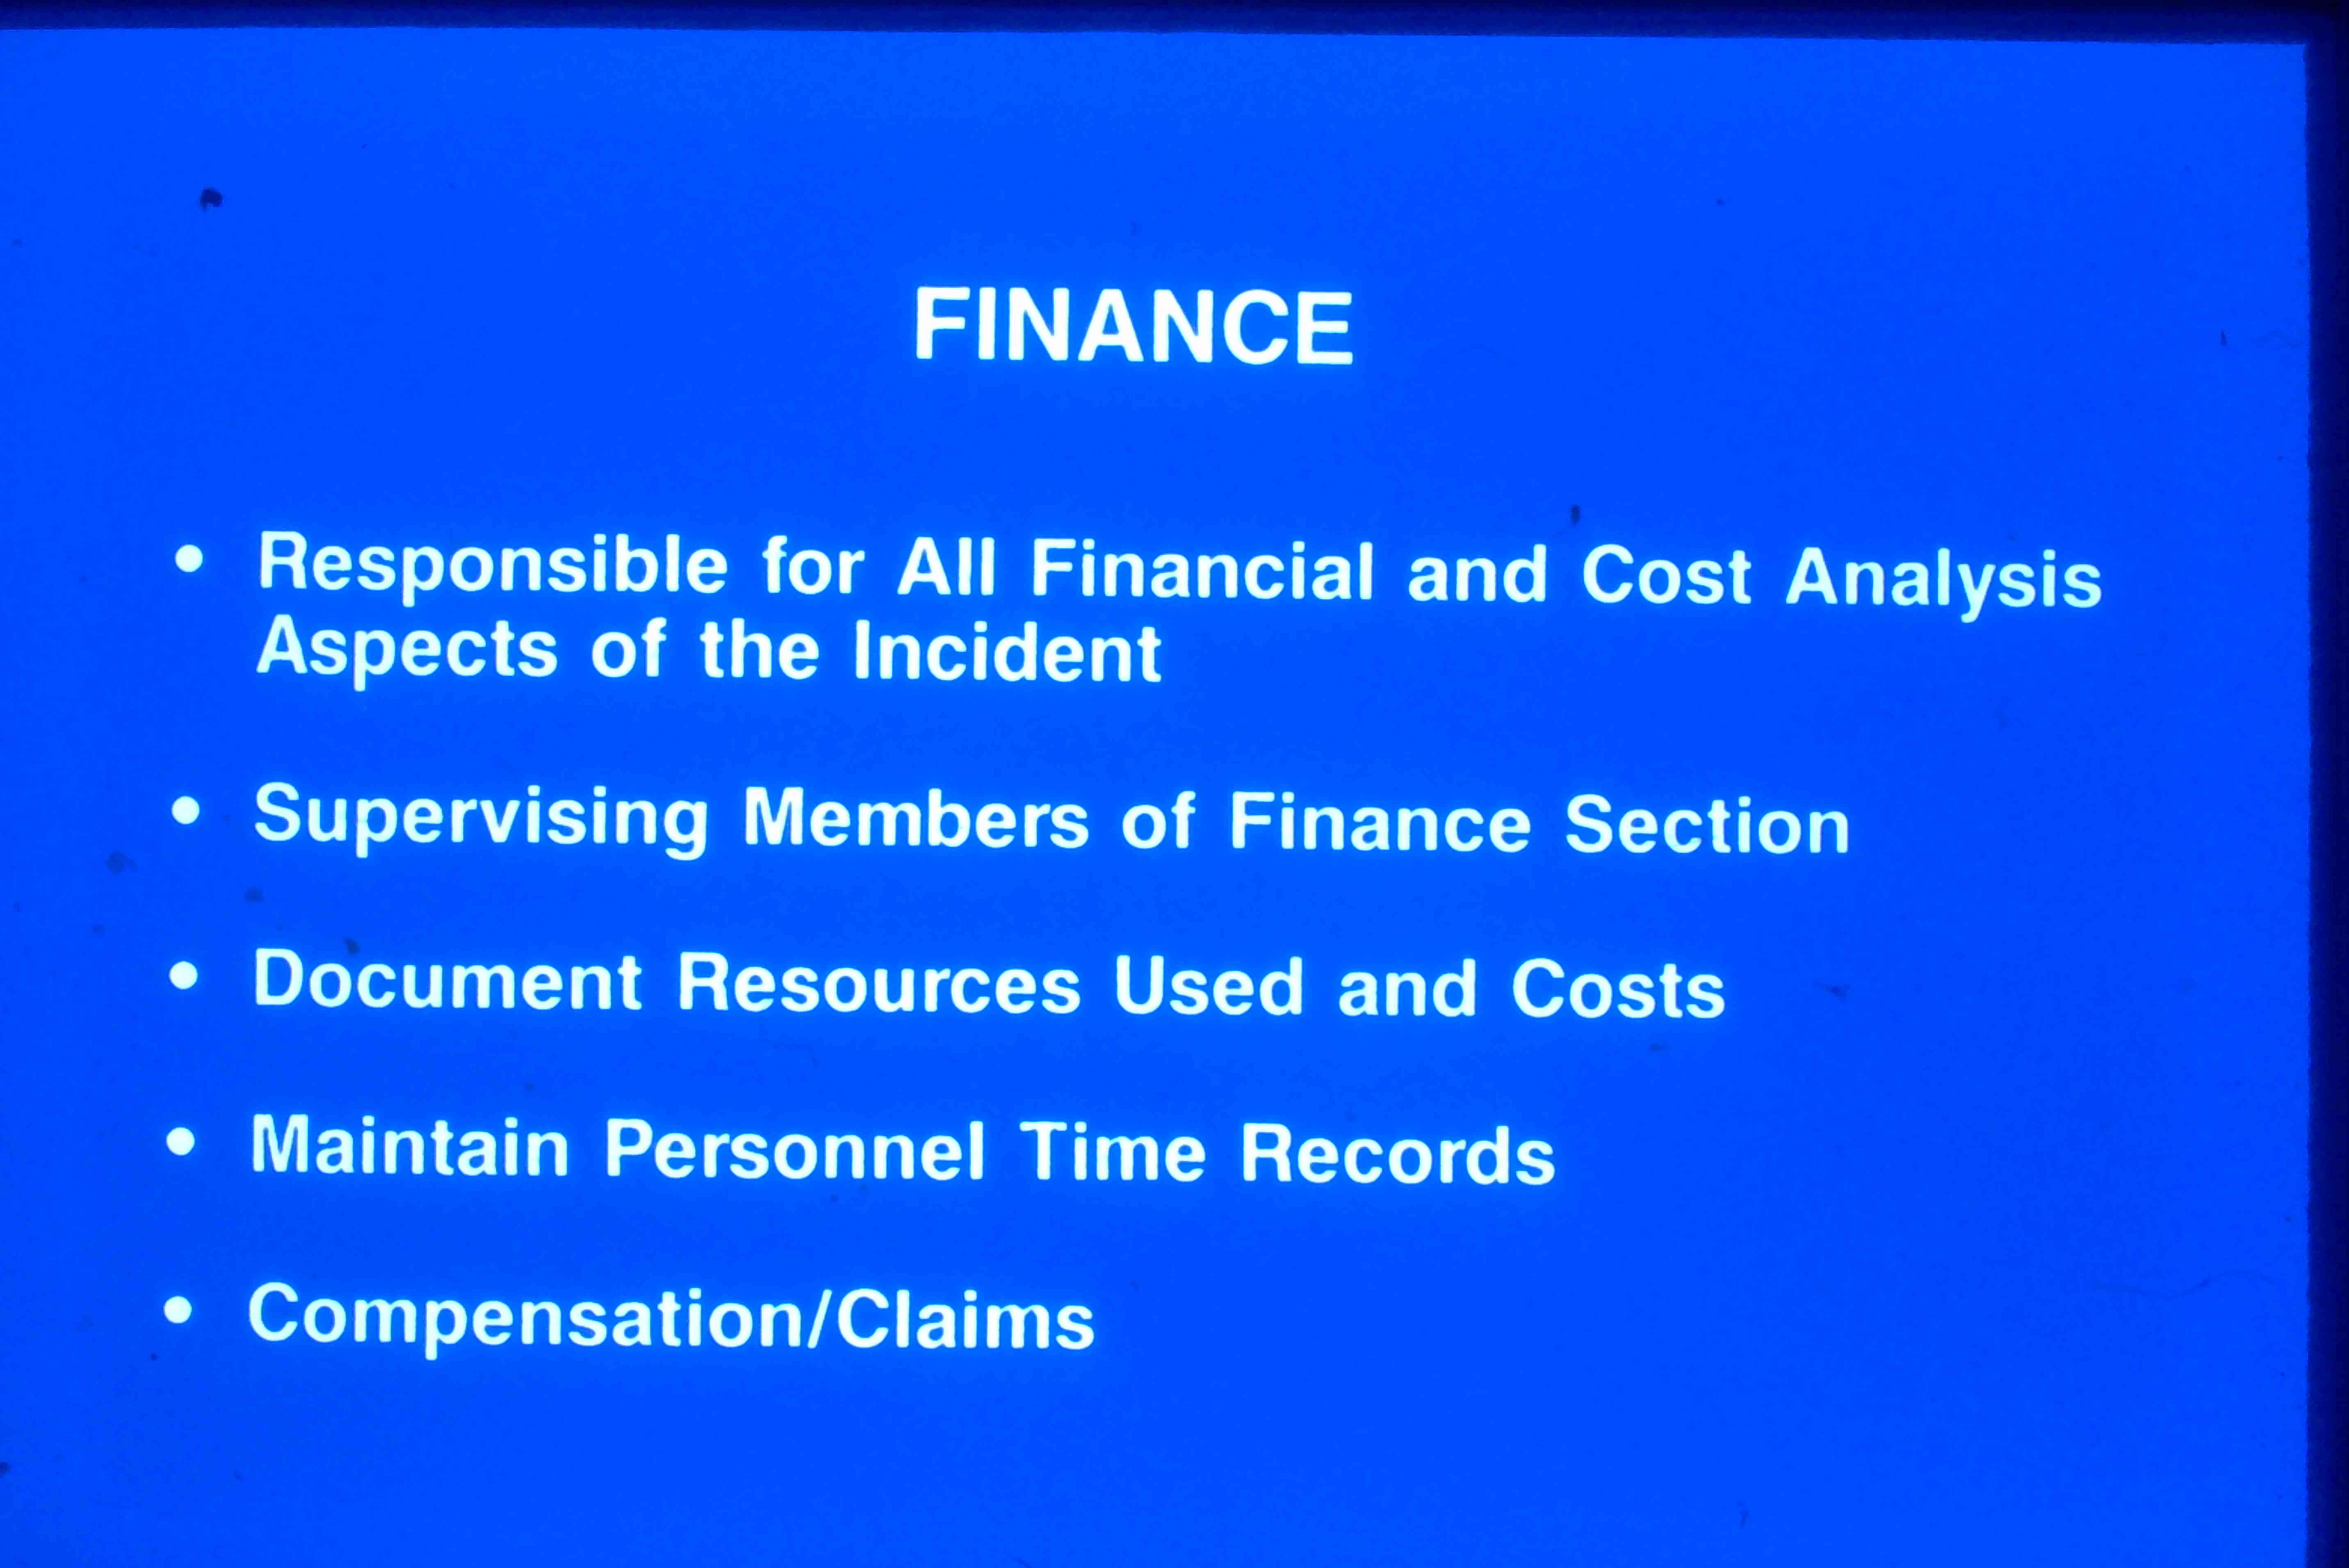 FINANCE
• Responsible for All Financial and Cost Analysis
Aspects of the Incident
• Supervising Members of Finance Section
• Document Resources Used and Costs
• Maintain Personnel Time Records
• Compensation/Claims